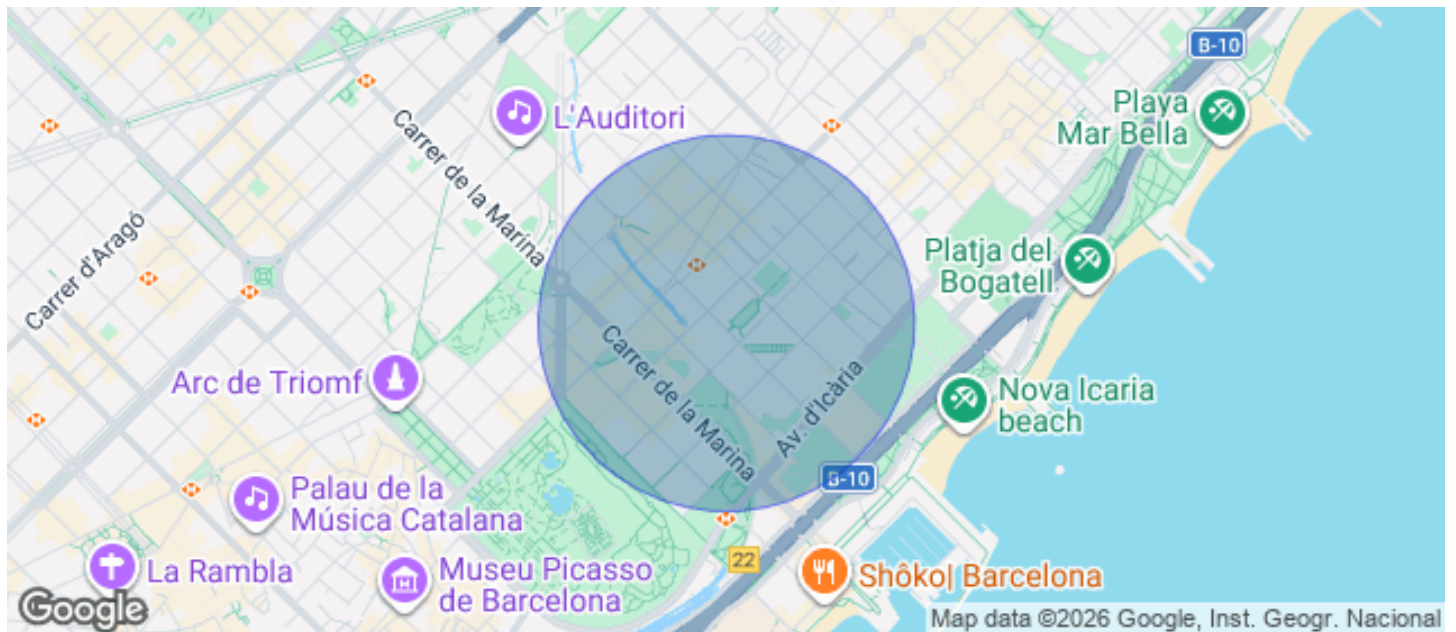 B-10
Playa
Mar Bella
L'Auditori
Carrer de la Marina
Carrer d'Aragó
Platja del
Bogatell
Carrer de la Marina
Av. d'Icària
Arc de Triomf
Nova Icaria
beach
B-10
Palau de la
Música Catalana
22
La Rambla
Museu Picasso
de Barcelona
Shôko| Barcelona
Google
Map data ©2026 Google, Inst. Geogr. Nacional